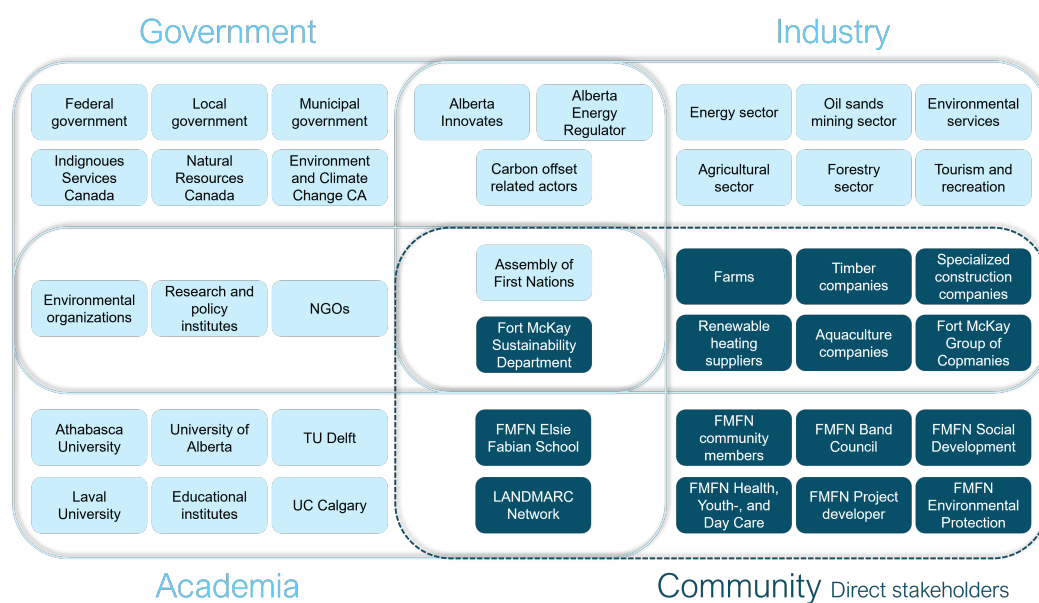 Government
Industry
Federal
government
Local
government
Municipal
government
Alberta
Innovates
Alberta
Energy
Regulator
Energy sector
Oil sands
mining sector
Environmental
services
Indignoues
Services
Canada
Natural
Resources
Canada
Environment
and Climate
Change CA
Carbon offset
related actors
Agricultural
sector
Forestry
sector
Tourism and
recreation
Environmental
organizations
Research and
policy
institutes
NGOs
Assembly of
First Nations
Fort McKay
Sustainability
Department
Farms
Timber
companies
Specialized
construction
companies
Renewable
heating
suppliers
Aquaculture
companies
Fort McKay
Group of
Copmanies
Athabasca
University
University of
Alberta
TU Delft
FMFN Elsie
Fabian School
FMFN
community
members
FMFN Band
Council
FMFN Social
Development
Laval
University
Educational
institutes
UC Calgary
LANDMARC
Network
FMFN Health,
Youth-, and
Day Care
FMFN Project
developer
FMFN
Environmental
Protection
Academia
Community Direct stakeholders